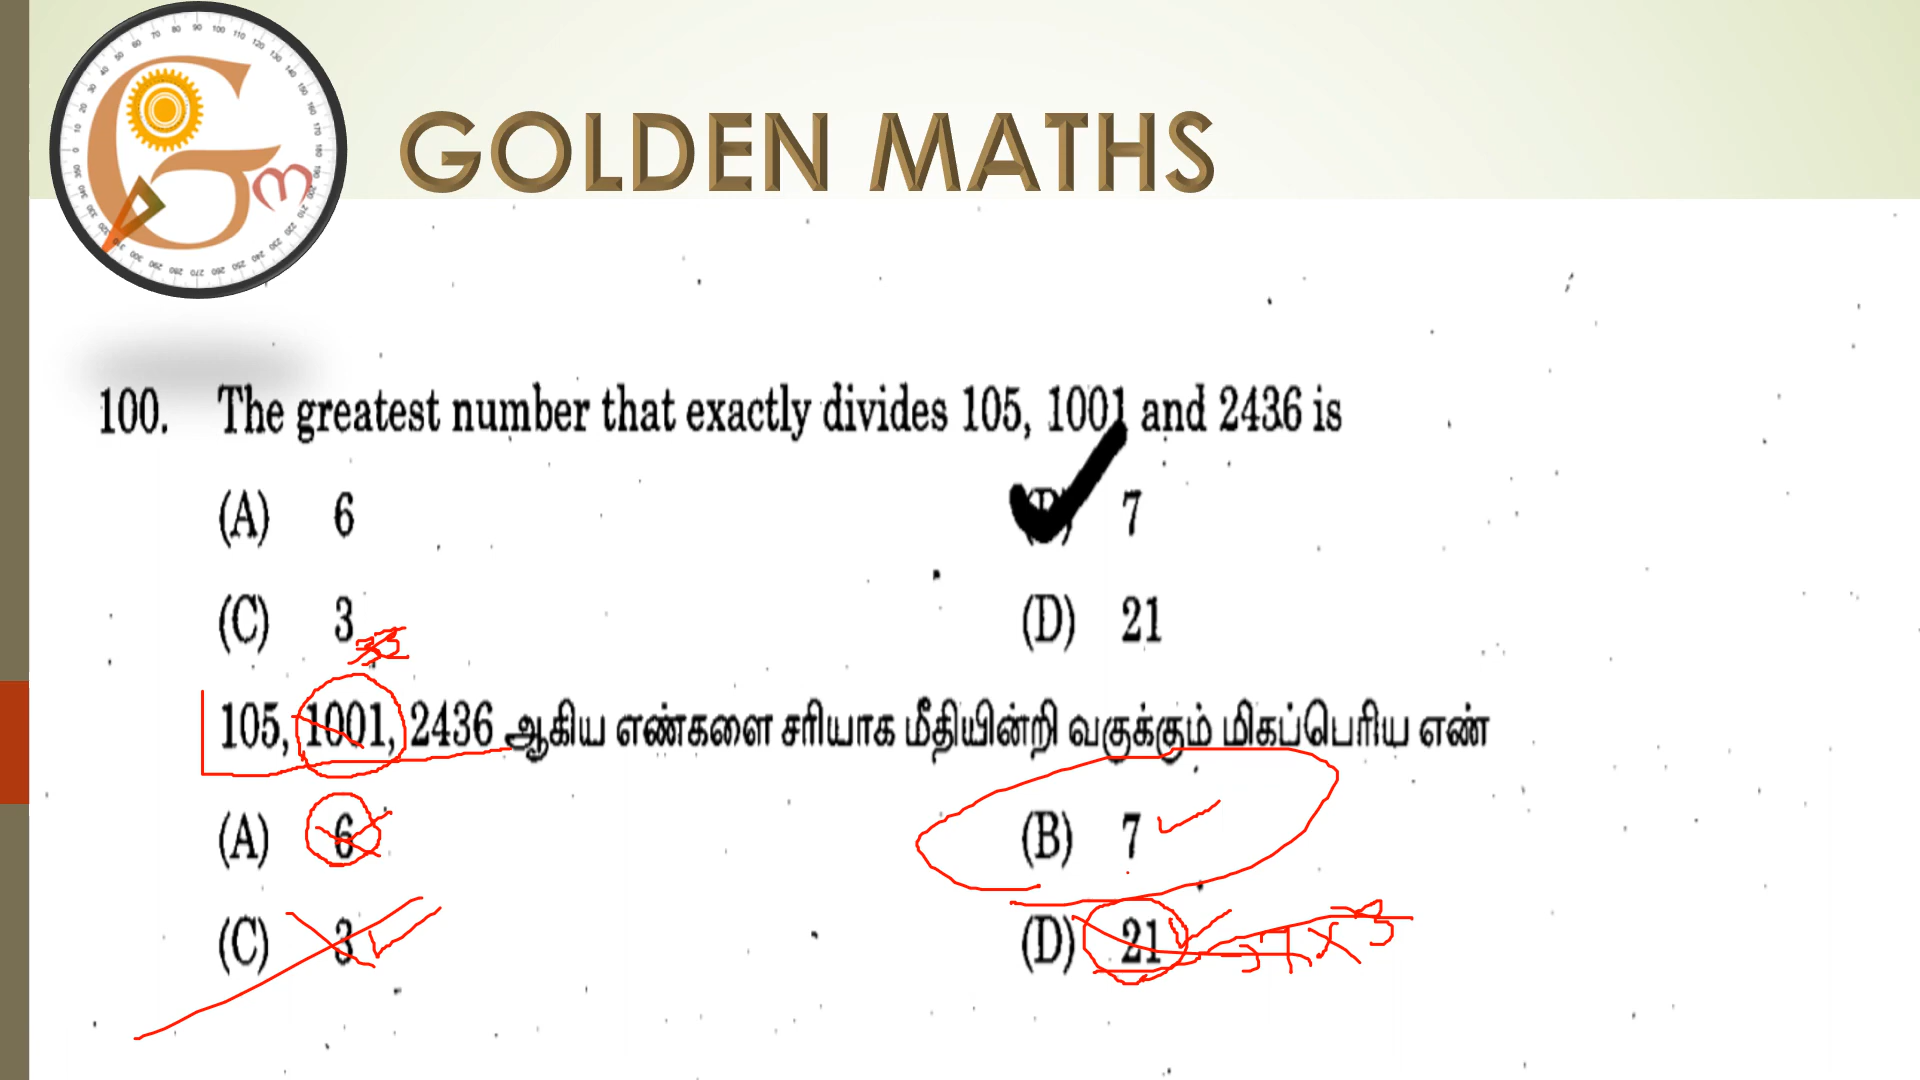 GOLDEN MATHS
100. The greatest number that exactly divides 105, 1001 and 2436 is
(A) 6 7
(C) 3 (D) 21
105, 1001, 2436 ஆகிய எண்களை சரியாக மீதியின்றி வகுக்கும் மிகப்பெரிய எண்
(A) 6 (B) 7
(C) 3 (D) 21